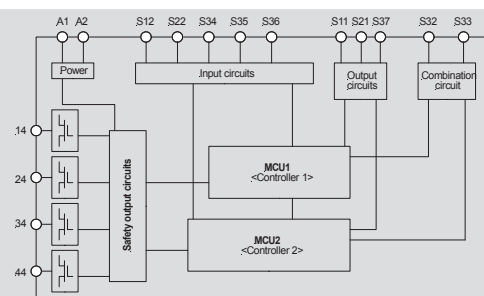 A1 A2 S12 S22 S34 S35 S36 S11 S21 S37 S32 S33
Power
Input circuits
Output
circuits
Combination
circuit
14
24
34
44
Safety output circuits
MCU1
<Controller 1>
MCU2
<Controller 2>